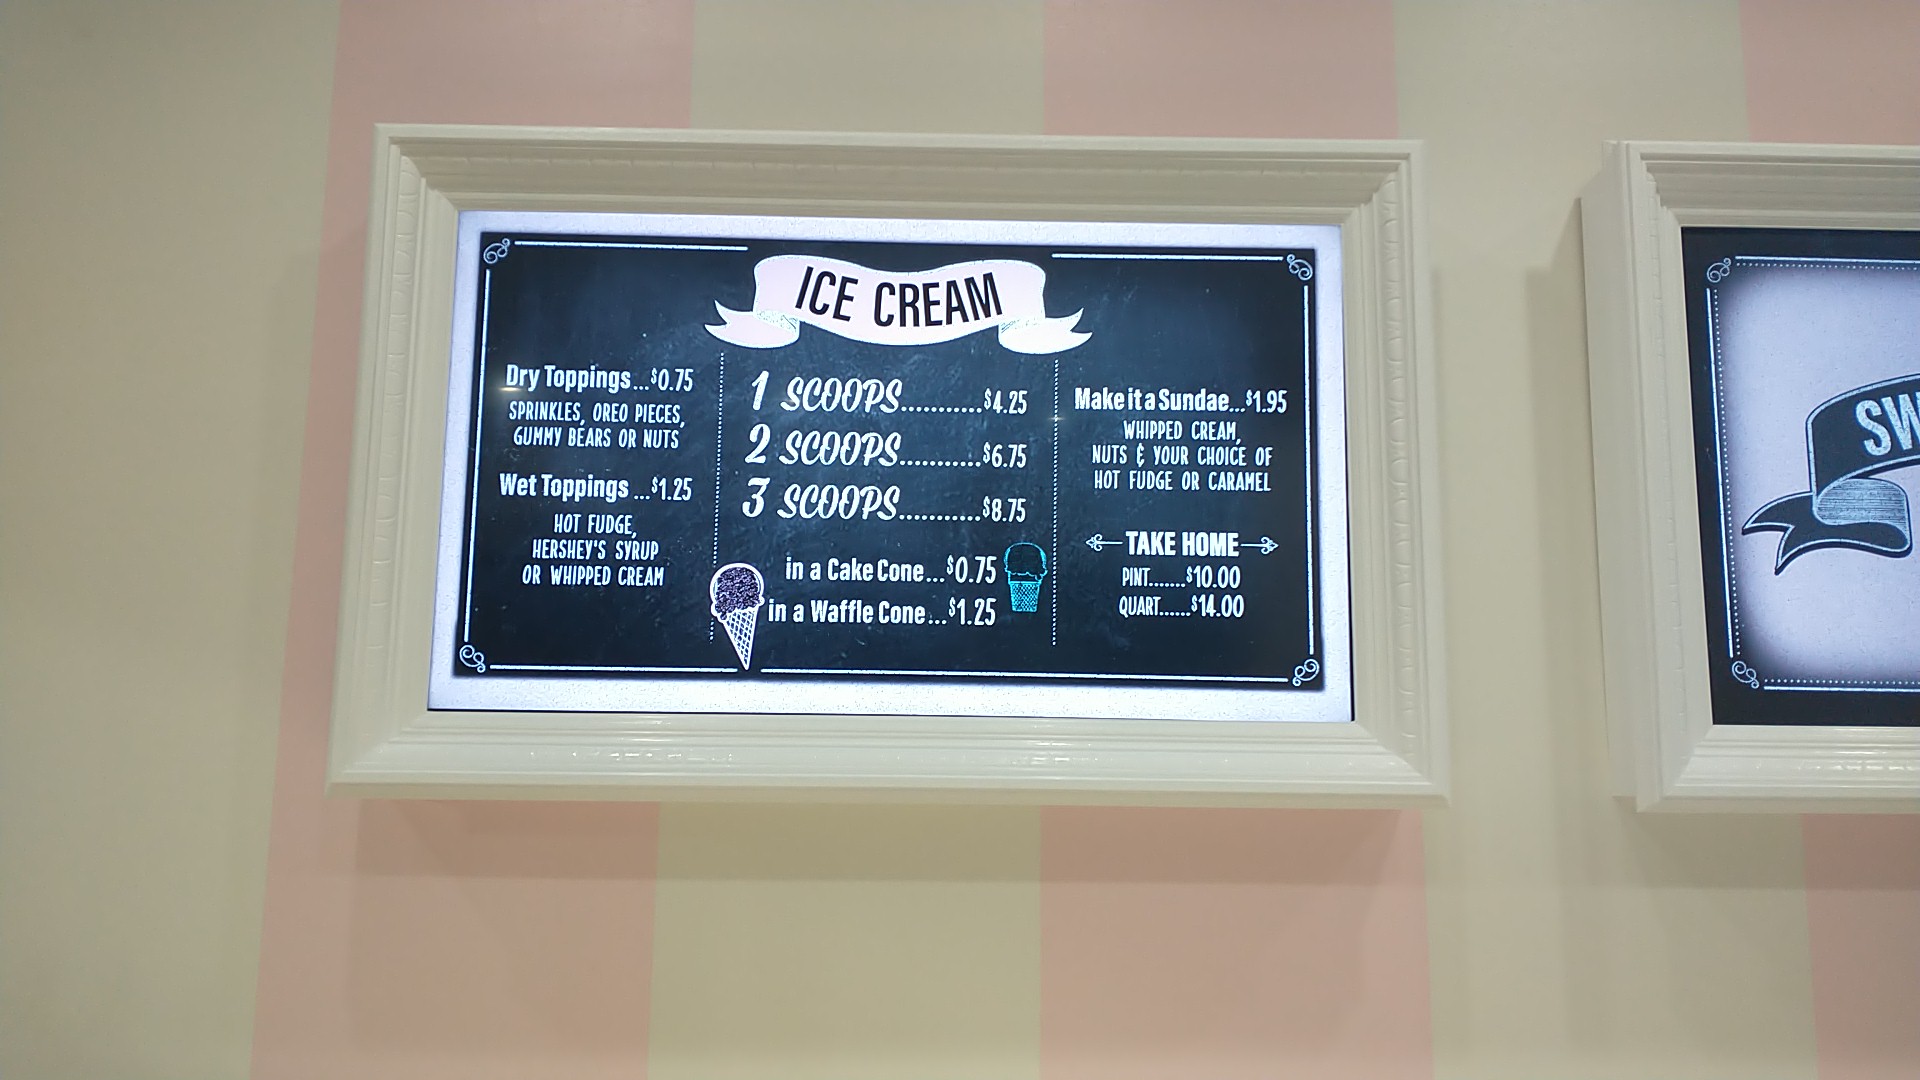 ICE CREAM
Dry Toppings...$0.75
SPRINKLES, OREO PIECES,
GUMMY BEARS OR NUTS
Wet Toppings ...$1.25
HOT FUDGE,
HERSHEY'S SYRUP
OR WHIPPED CREAM
1 SCOOPS...........$4.25
2 SCOOPS...........$6.75
3 SCOOPS...........$8.75
in a Cake Cone...$0.75
in a Waffle Cone...$1.25
Make it a Sundae...$1.95
WHIPPED CREAM,
NUTS & YOUR CHOICE OF
HOT FUDGE OR CARAMEL
TAKE HOME
PINT.......$10.00
QUART......$14.00